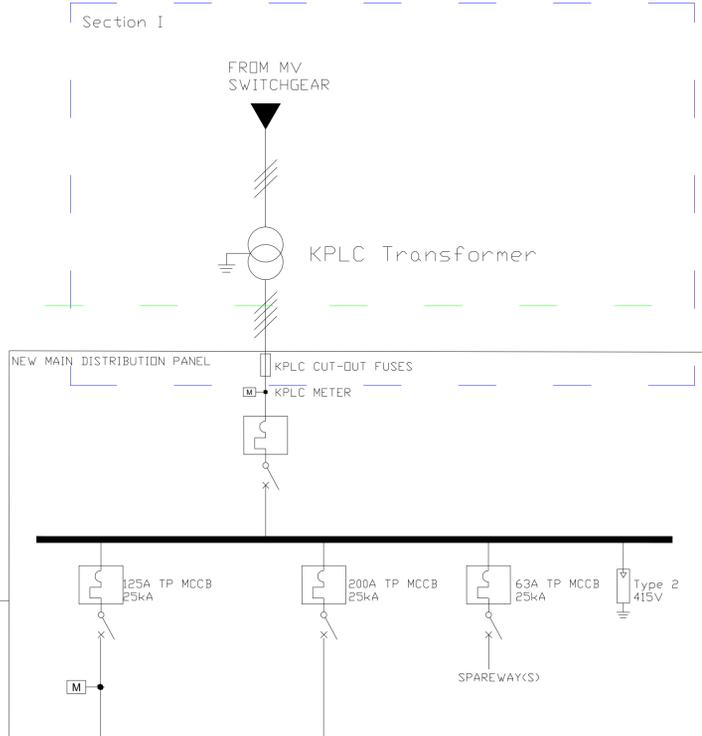 Section I
FROM MV
SWITCHGEAR
KPLC Transformer
NEW MAIN DISTRIBUTION PANEL
KPLC CUT-OUT FUSES
M
KPLC METER
125A TP MCCB
25kA
200A TP MCCB
25kA
63A TP MCCB
25kA
Type 2
415V
SPAREWAY(S)
M